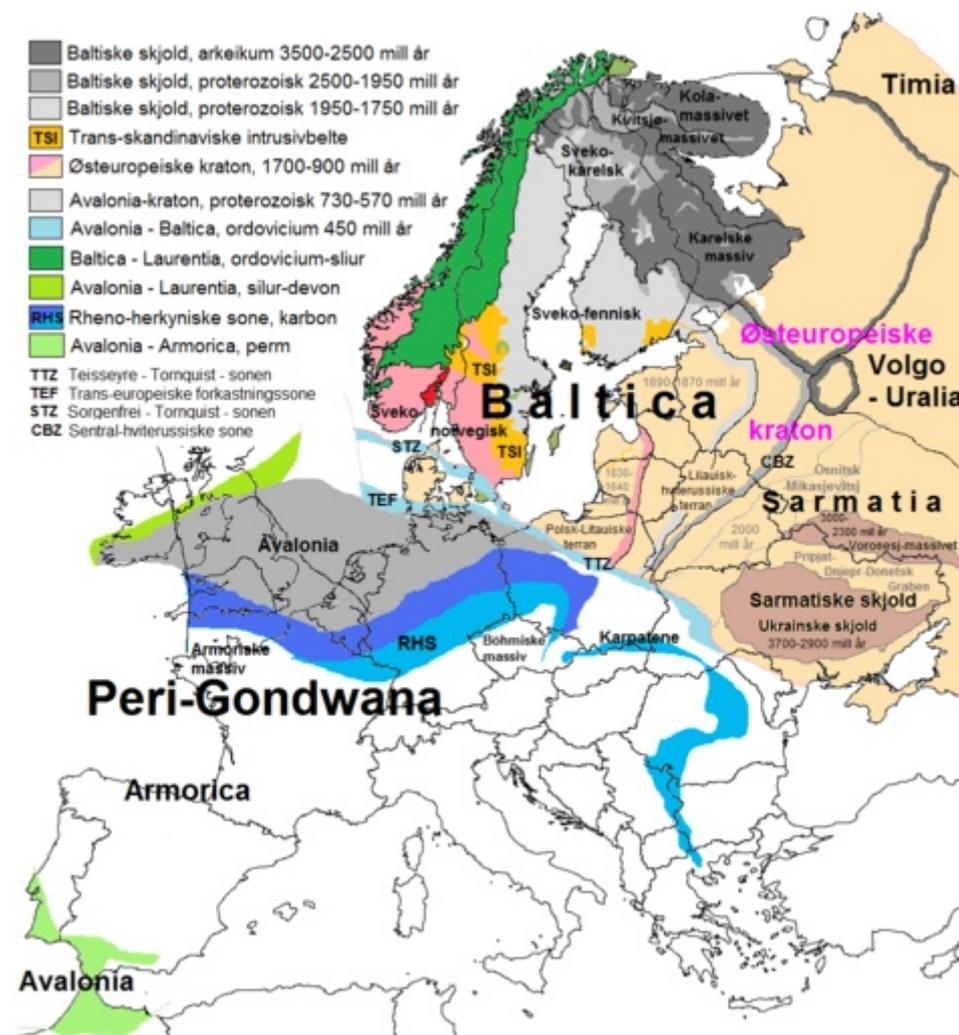 Baltiske skjold, arkeikum 3500-2500 mill år
Baltiske skjold, proterozoisk 2500-1950 mill år
Baltiske skjold, proterozoisk 1950-1750 mill år
TSI Trans-skandinaviske intrusivbelte
Østeuropeiske kraton, 1700-900 mill år
Avalonia-kraton, proterozoisk 730-570 mill år
Avalonia - Baltica, ordovicium 450 mill år
Baltica - Laurentia, ordovicium-sliur
Avalonia - Laurentia, silur-devon
RHS Rheno-herkyniske sone, karbon
Avalonia - Armorica, perm
TTZ Teisseyre - Tornquist - sonen
TEF Trans-europeiske forkastningssone
STZ Sorgenfrei - Tornquist - sonen
CBZ Sentral-hviterussiske sone
Timia
Kola-
massivet
Kvitsjø-
massivet
Sveko-
karelsk
Karelske
massiv
Sveko-fennisk
Østeuropeiske
kraton
Volgo
- Uralia
TSI
Baltica
1890-1870 mill år
Sveko-
norvegisk
STZ
TSI
CBZ
Osnitsk
Mikasjevitsj
Sarmatia
TEF
1830-
1640
Litauisk-
hviterussiske
terran
Polsk-Litauiske
terran
2000
mill år
3000-
2300 mill år
Voronesj-massivet
Pripjat-
Dnjepr-Donetsk
Graben
TTZ
Avalonia
Sarmatiske skjold
Ukrainske skjold
3700-2900 mill år
RHS
Bøhmiske
massiv
Karpatene
Armoriske
massiv
Peri-Gondwana
Armorica
Avalonia